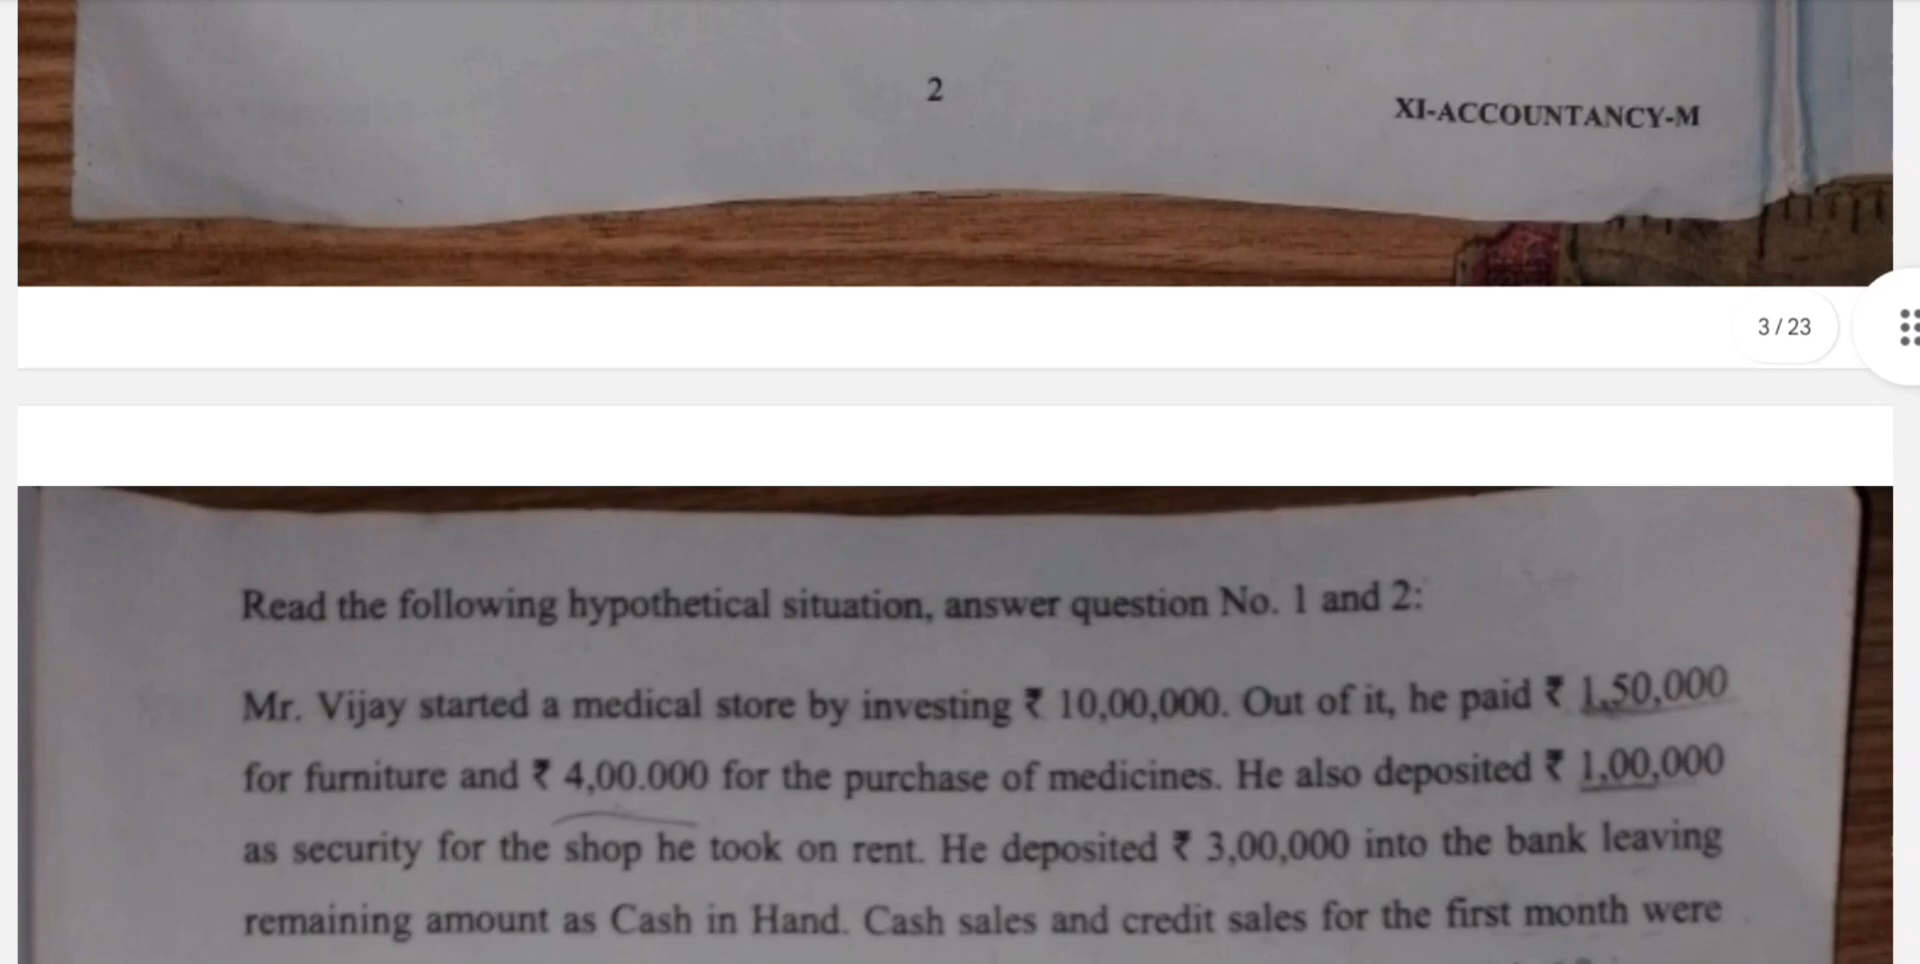 2
XI-ACCOUNTANCY-M
3 / 23
Read the following hypothetical situation, answer question No. 1 and 2:
Mr. Vijay started a medical store by investing ₹ 10,00,000. Out of it, he paid ₹ 1,50,000
for furniture and ₹ 4,00.000 for the purchase of medicines. He also deposited ₹ 1,00,000
as security for the shop he took on rent. He deposited ₹ 3,00,000 into the bank leaving
remaining amount as Cash in Hand. Cash sales and credit sales for the first month were